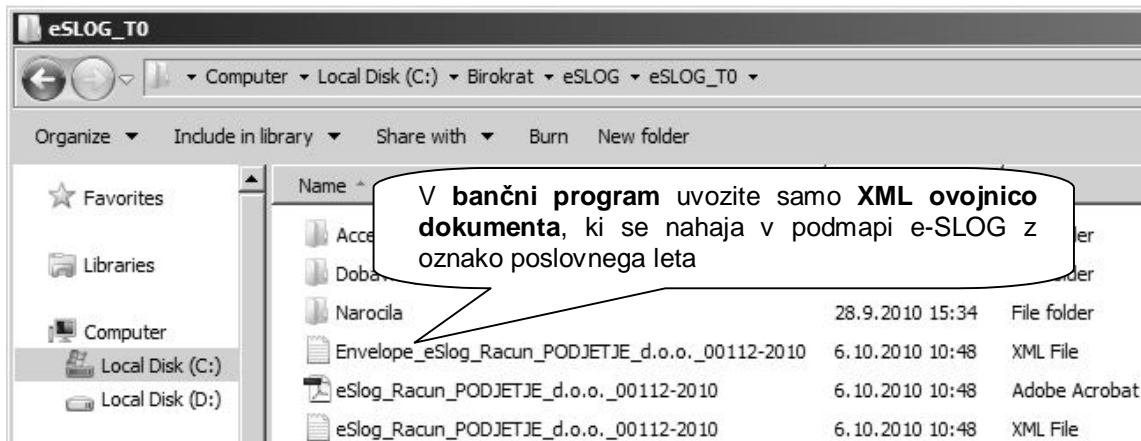 eSLOG_T0
Computer Local Disk (C:) Birokrat eSLOG eSLOG_T0
Organize Include in library Share with Burn New folder
Favorites
Libraries
Computer
Local Disk (C:)
Local Disk (D:)
Name
V bančni program uvozite samo XML ovojnico
dokumenta, ki se nahaja v podmapi e-SLOG z
oznako poslovnega leta
Narocila 28.9.2010 15:34 File folder
Envelope_eSlog_Racun_PODJETJE_d.o.o._00112-2010 6.10.2010 10:48 XML File
eSlog_Racun_PODJETJE_d.o.o._00112-2010 6.10.2010 10:48 Adobe Acrobat
eSlog_Racun_PODJETJE_d.o.o._00112-2010 6.10.2010 10:48 XML File